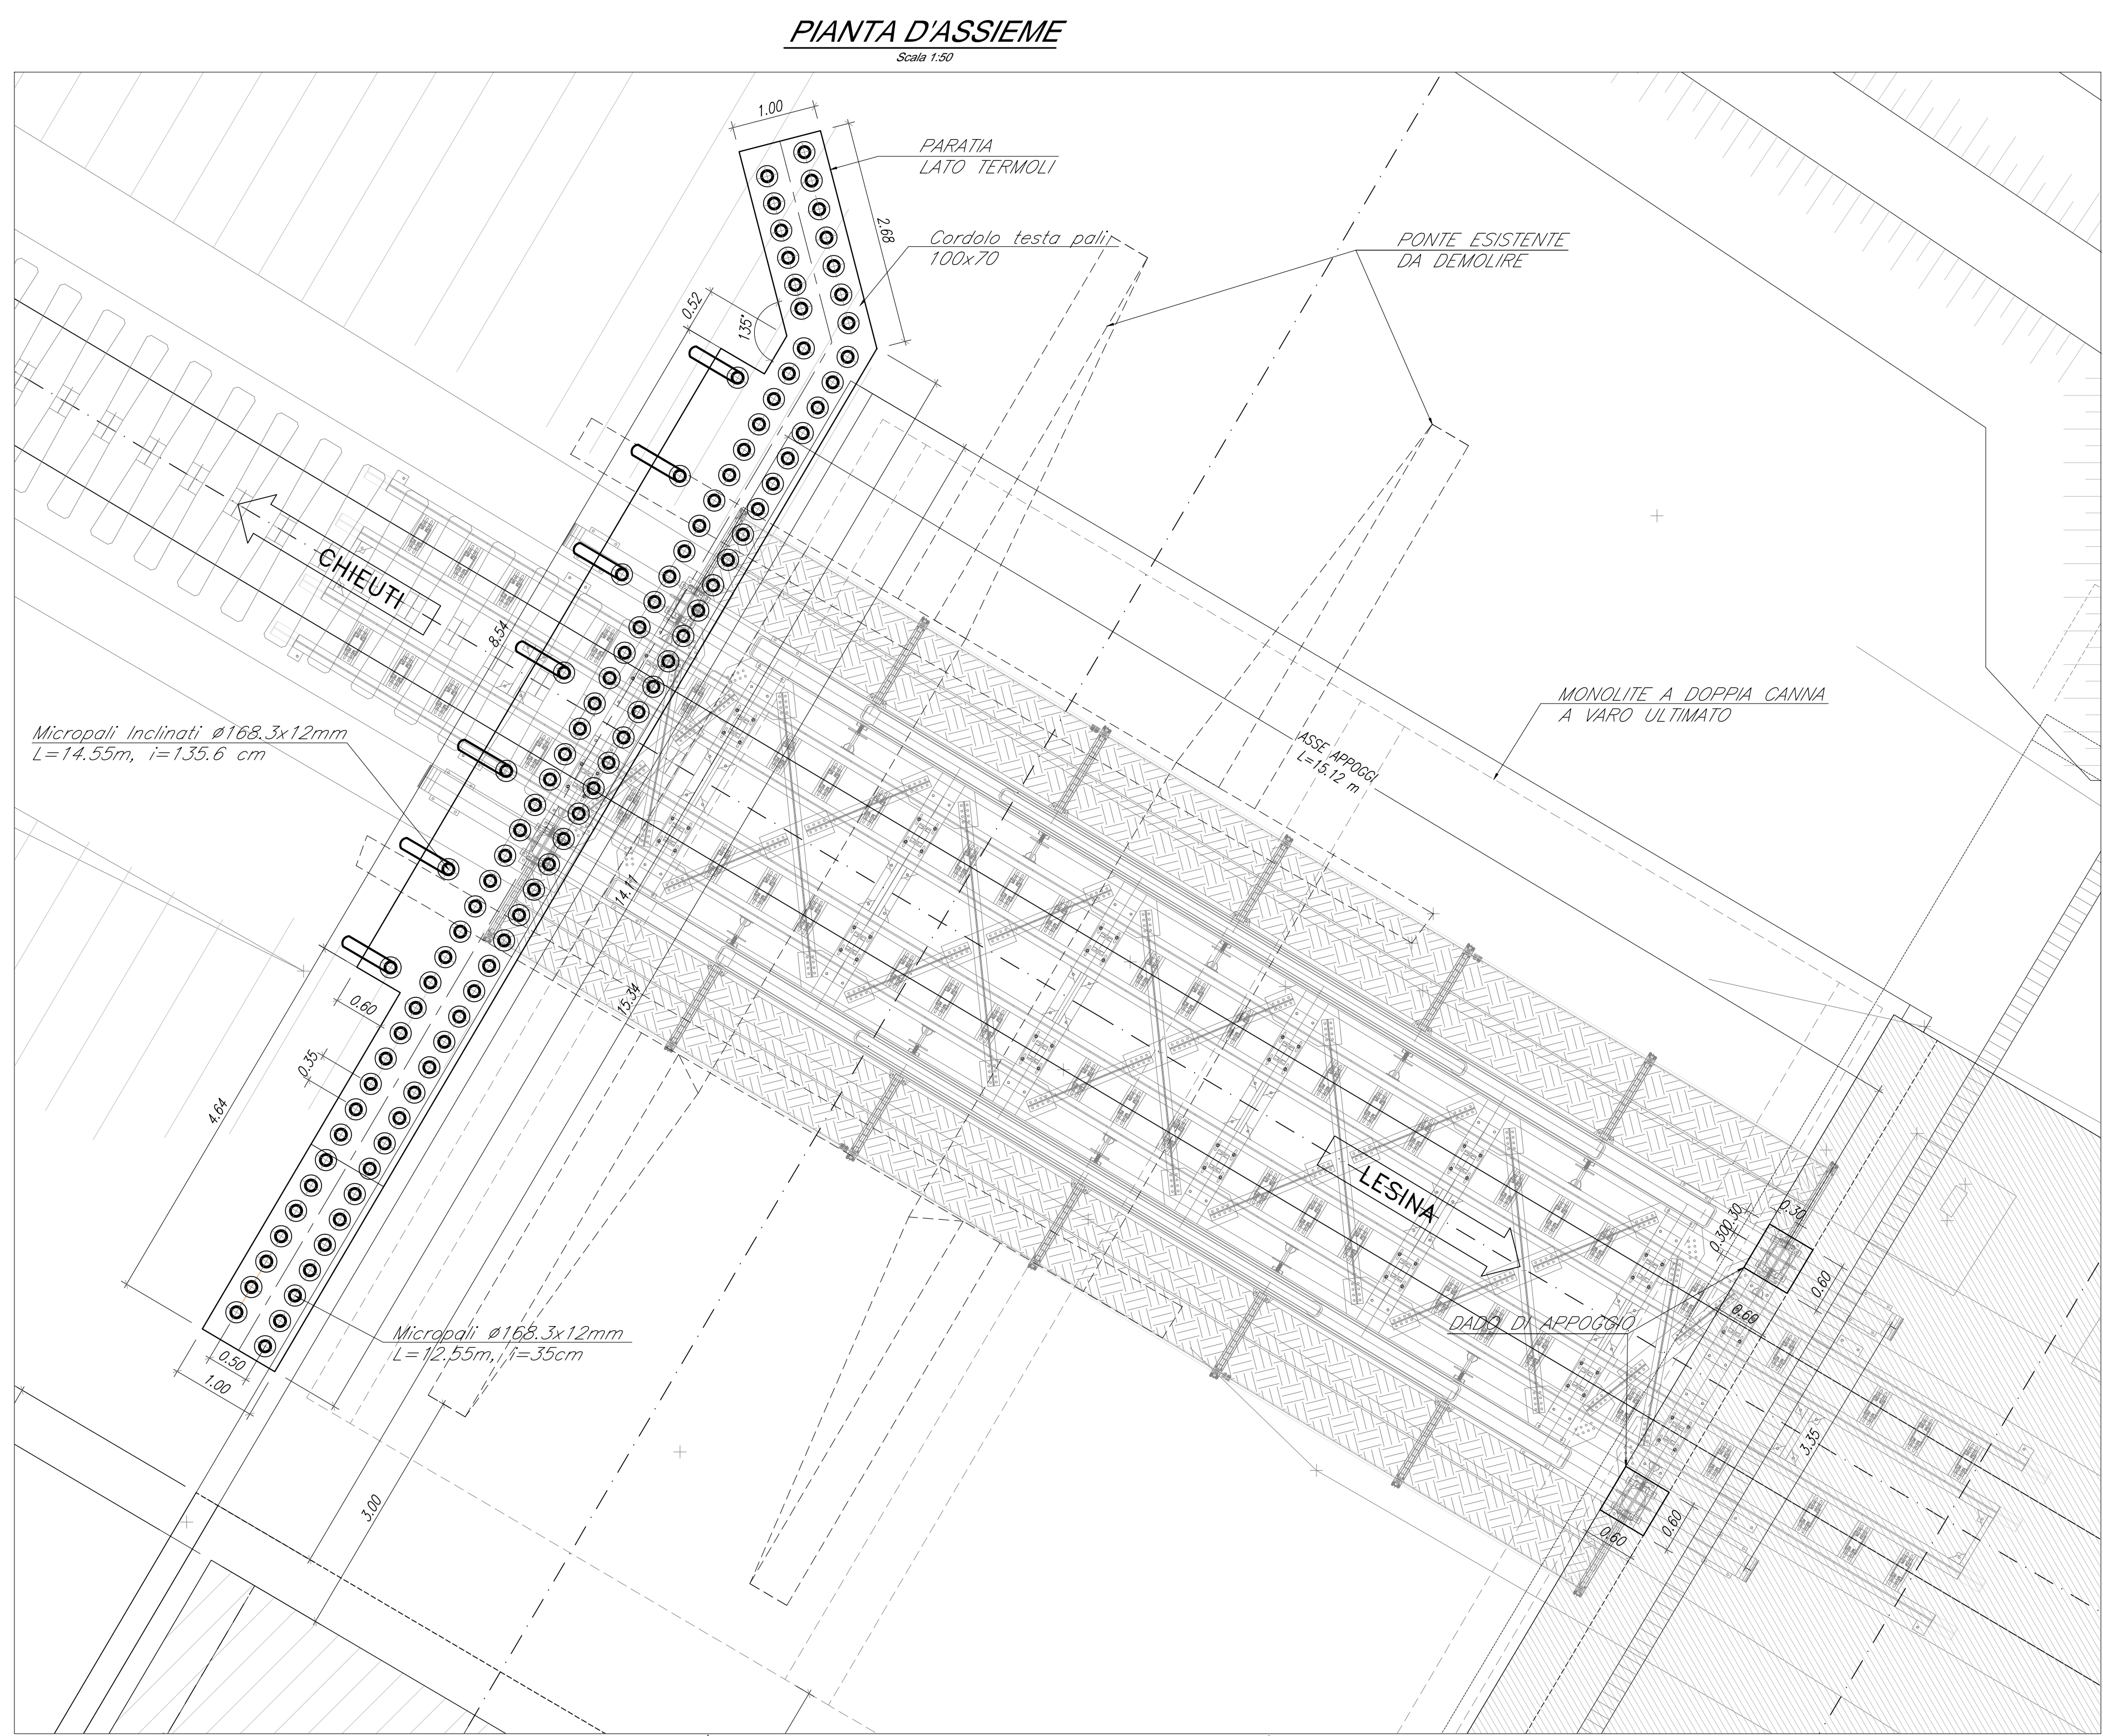 PIANTA D'ASSIEME
Scala 1:50
1.00
PARATIA
LATO TERMOLI
2.68
Cordolo testa pali
100x70
PONTE ESISTENTE
DA DEMOLIRE
0.52
135°
CHIEUTI
8.54
MONOLITE A DOPPIA CANNA
A VARO ULTIMATO
Micropali Inclinati ø168.3x12mm
L=14.55m, i=135.6 cm
ASSE APPOGGI
L=15.12 m
14.11
15.34
0.60
0.35
4.64
LESINA
0.30
0.30
0.30
0.60
0.60
DADO DI APPOGGIO
Micropali ø168.3x12mm
L=12.55m, i=35cm
0.50
1.00
3.35
3.00
0.60
0.60